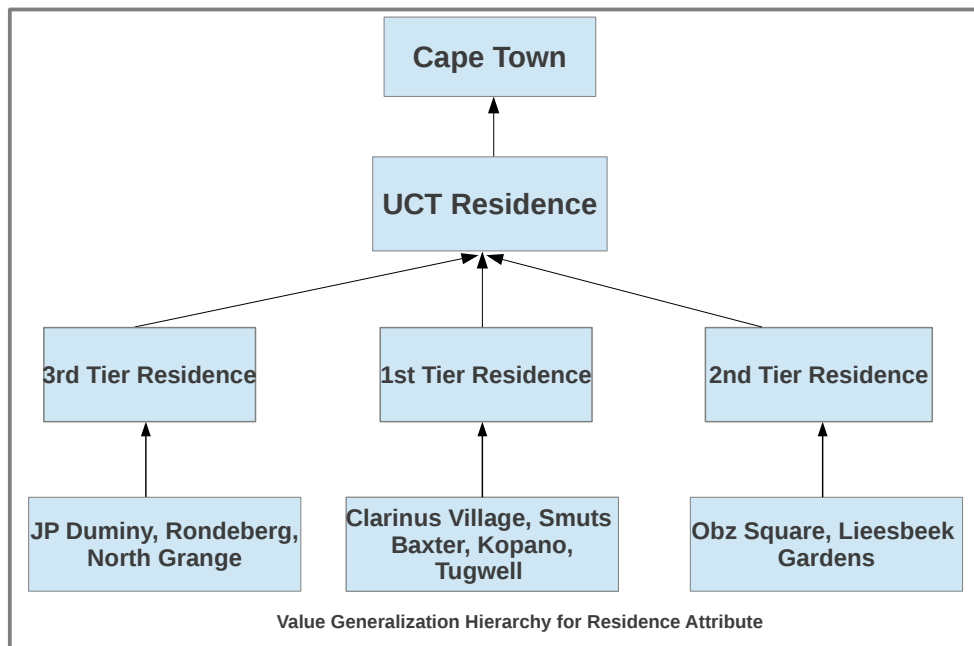 Cape Town
UCT Residence
3rd Tier Residence
1st Tier Residence
2nd Tier Residence
JP Duminy, Rondeberg,
North Grange
Clarinus Village, Smuts
Baxter, Kopano,
Tugwell
Obz Square, Lieesbeek
Gardens
Value Generalization Hierarchy for Residence Attribute